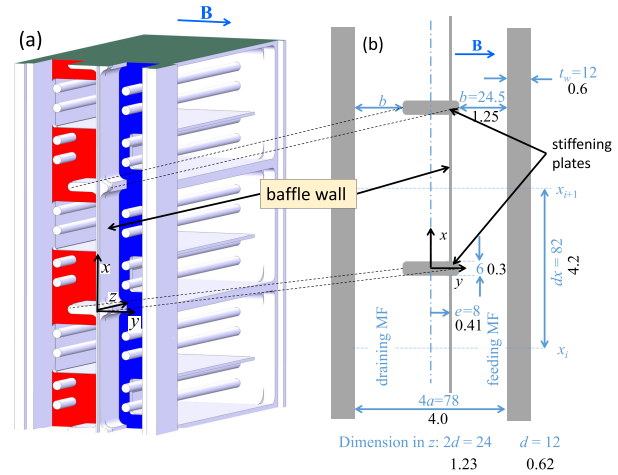 (a)
B
baffle wall
x
z
y
(b)
B
t_w=12
0.6
b
b=24.5
1.25
stiffening
plates
x_{i+1}
x
y
6 0.3
dx = 82
4.2
e=8
0.41
draining MF
feeding MF
x_i
4a=78
4.0
Dimension in z: 2d = 24 d = 12
1.23 0.62